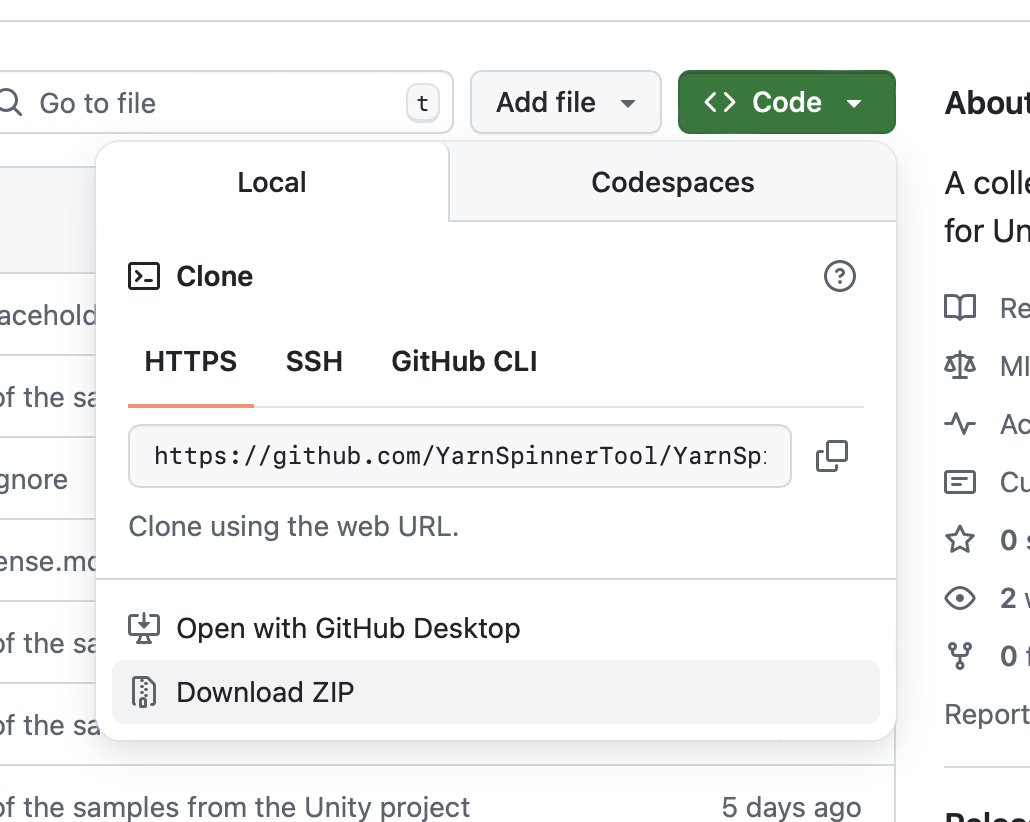 Go to file
t
Add file
Code
About
Local
Codespaces
A colle
for Un
Clone
HTTPS
SSH
GitHub CLI
https://github.com/YarnSpinnerTool/YarnSp
Clone using the web URL.
Open with GitHub Desktop
Download ZIP
acehold
of the sa
gnore
ense.md
of the sa
of the sa
of the samples from the Unity project
5 days ago
Re
MI
Ac
Cu
0 s
2 w
0 f
Report
Releas